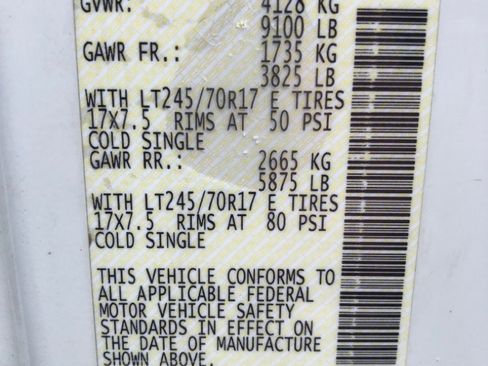 GVWR: 4128 KG
9100 LB
GAWR FR.: 1735 KG
3825 LB
WITH LT245/70R17 E TIRES
17X7.5 RIMS AT 50 PSI
COLD SINGLE
GAWR RR.: 2665 KG
5875 LB
WITH LT245/70R17 E TIRES
17X7.5 RIMS AT 80 PSI
COLD SINGLE
THIS VEHICLE CONFORMS TO
ALL APPLICABLE FEDERAL
MOTOR VEHICLE SAFETY
STANDARDS IN EFFECT ON
THE DATE OF MANUFACTURE
SHOWN ABOVE.